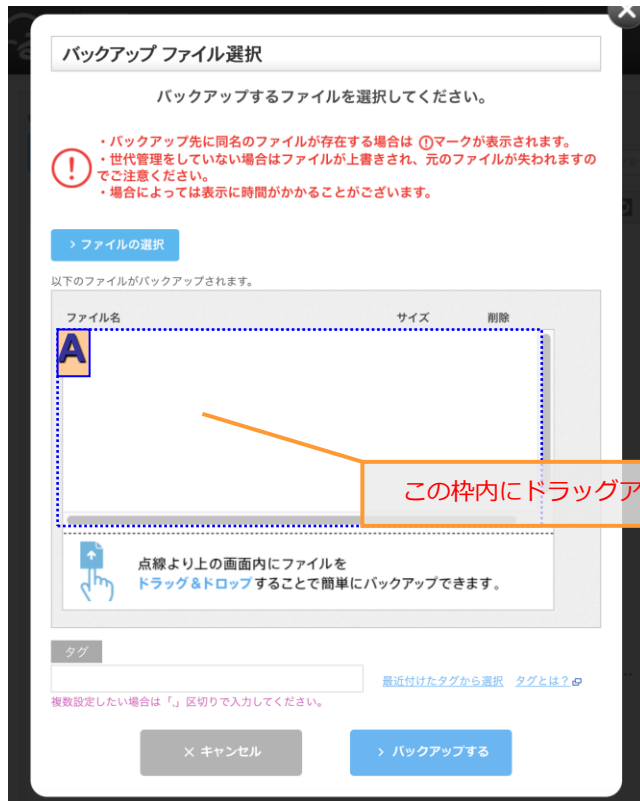 バックアップ ファイル選択
バックアップするファイルを選択してください。
・バックアップ先に同名のファイルが存在する場合は ①マークが表示されます。
・世代管理をしていない場合はファイルが上書きされ、元のファイルが失われますの
でご注意ください。
・場合によっては表示に時間がかかることがございます。
> ファイルの選択
以下のファイルがバックアップされます。
ファイル名 サイズ 削除
A
この枠内にドラッグア
点線より上の画面内にファイルを
ドラッグ&ドロップすることで簡単にバックアップできます。
タグ
最近付けたタグから選択 タグとは?
複数設定したい場合は「,」区切りで入力してください。
× キャンセル > バックアップする